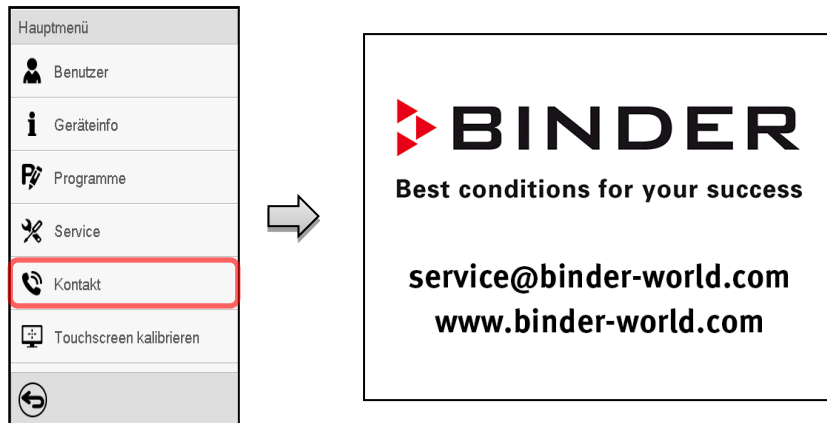 Hauptmenü
Benutzer
Geräteinfo
Programme
Service
Kontakt
Touchscreen kalibrieren
BINDER
Best conditions for your success
service@binder-world.com
www.binder-world.com